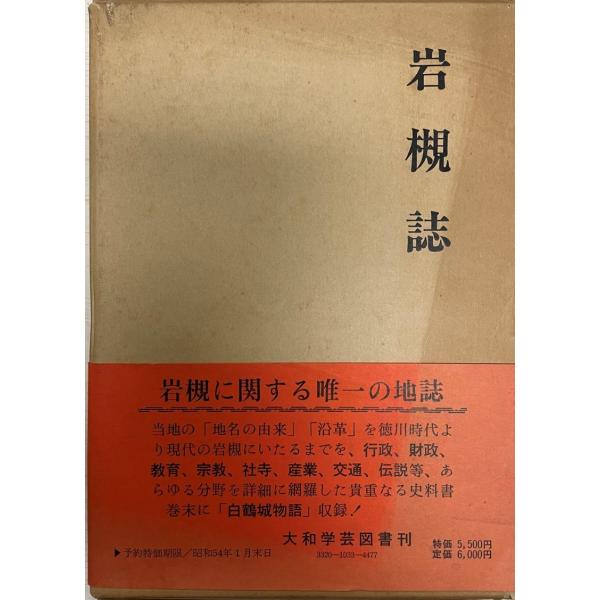 岩槻誌
岩槻に関する唯一の地誌
当地の「地名の由来」「沿革」を徳川時代よ
り現代の岩槻にいたるまでを、行政、財政、
教育、宗教、社寺、産業、交通、伝説等、あ
らゆる分野を詳細に網羅した貴重なる史料書
巻末に「白鶴城物語」収録！
大和学芸図書刊
3320-1033-4477
特価 5,500円
定価 6,000円
▶予約特価期限／昭和54年1月末日